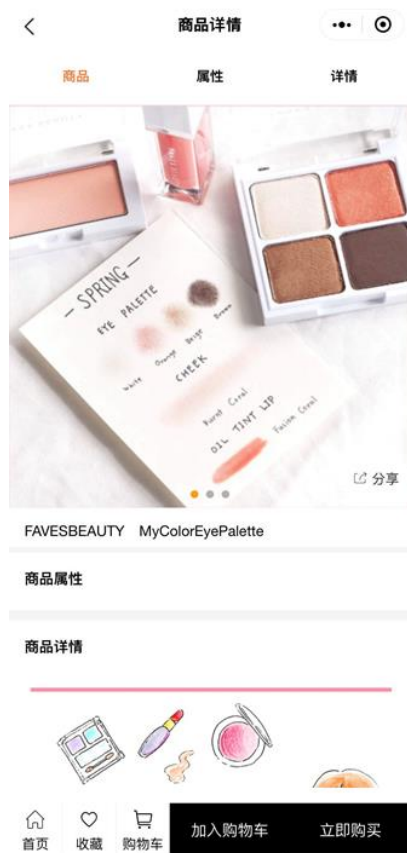 商品详情
商品
属性
详情
— SPRING —
EYE PALETTE
White
Orange
Beige
Brown
CHEEK
Burnt Coral
OIL TINT LIP
Fusion Coral
分享
FAVESBEAUTY MyColorEyePalette
商品属性
商品详情
首页
收藏
购物车
加入购物车
立即购买